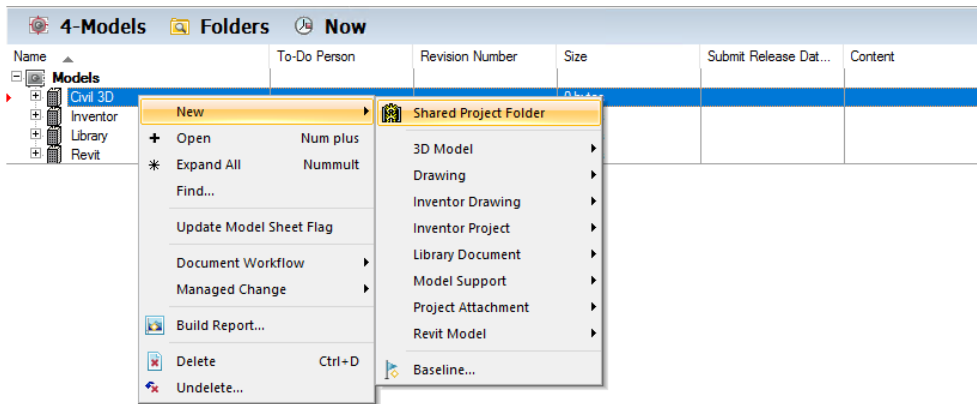 4-Models Folders Now
Name To-Do Person Revision Number Size Submit Release Dat... Content
Models
Civil 3D
Inventor
Library
Revit
New
Open Num plus
Expand All Nummult
Find...
Update Model Sheet Flag
Document Workflow
Managed Change
Build Report...
Delete Ctrl+D
Undelete...
Shared Project Folder
3D Model
Drawing
Inventor Drawing
Inventor Project
Library Document
Model Support
Project Attachment
Revit Model
Baseline...